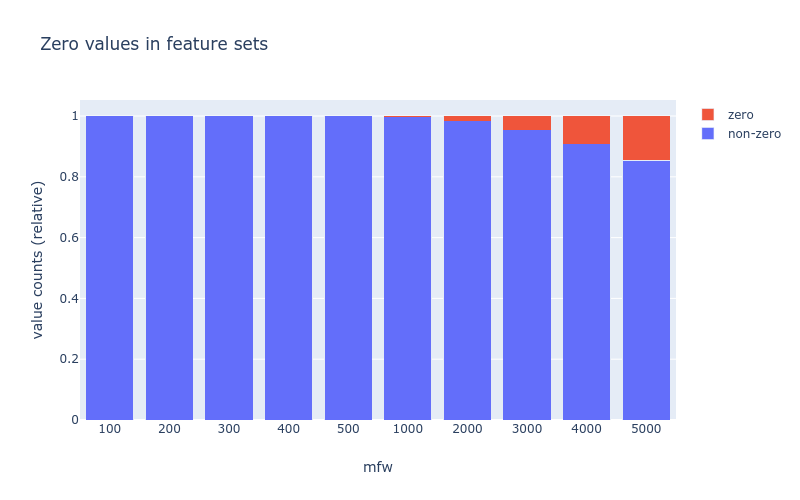 Zero values in feature sets
zero
non-zero
value counts (relative)
1
0.8
0.6
0.4
0.2
0
100 200 300 400 500 1000 2000 3000 4000 5000
mfw